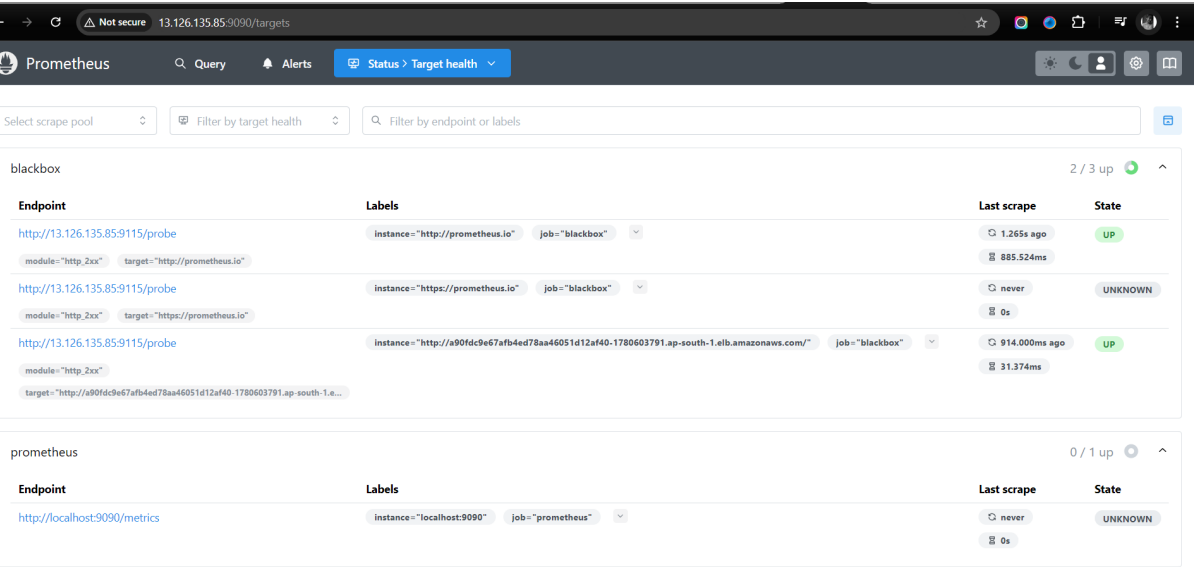 Not secure 13.126.135.85:9090/targets
Prometheus Query Alerts Status > Target health
Select scrape pool Filter by target health Filter by endpoint or labels
blackbox 2 / 3 up
Endpoint Labels Last scrape State
http://13.126.135.85:9115/probe instance="http://prometheus.io" job="blackbox" 1.265s ago UP
module="http_2xx" target="http://prometheus.io" 885.524ms
http://13.126.135.85:9115/probe instance="https://prometheus.io" job="blackbox" never UNKNOWN
module="http_2xx" target="https://prometheus.io" 0s
http://13.126.135.85:9115/probe instance="http://a90fdc9e67afb4ed78aa46051d12af40-1780603791.ap-south-1.elb.amazonaws.com/" job="blackbox" 914.000ms ago UP
module="http_2xx" 31.374ms
target="http://a90fdc9e67afb4ed78aa46051d12af40-1780603791.ap-south-1.e...
prometheus 0 / 1 up
Endpoint Labels Last scrape State
http://localhost:9090/metrics instance="localhost:9090" job="prometheus" never UNKNOWN
0s